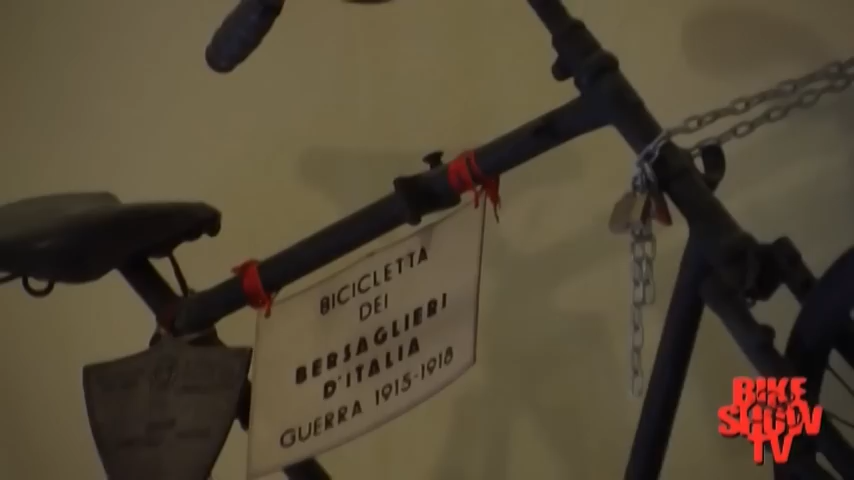 BICICLETTA
DEI
BERSAGLIERI
D'ITALIA
GUERRA 1915-1918
BIKE
SHOW
TV